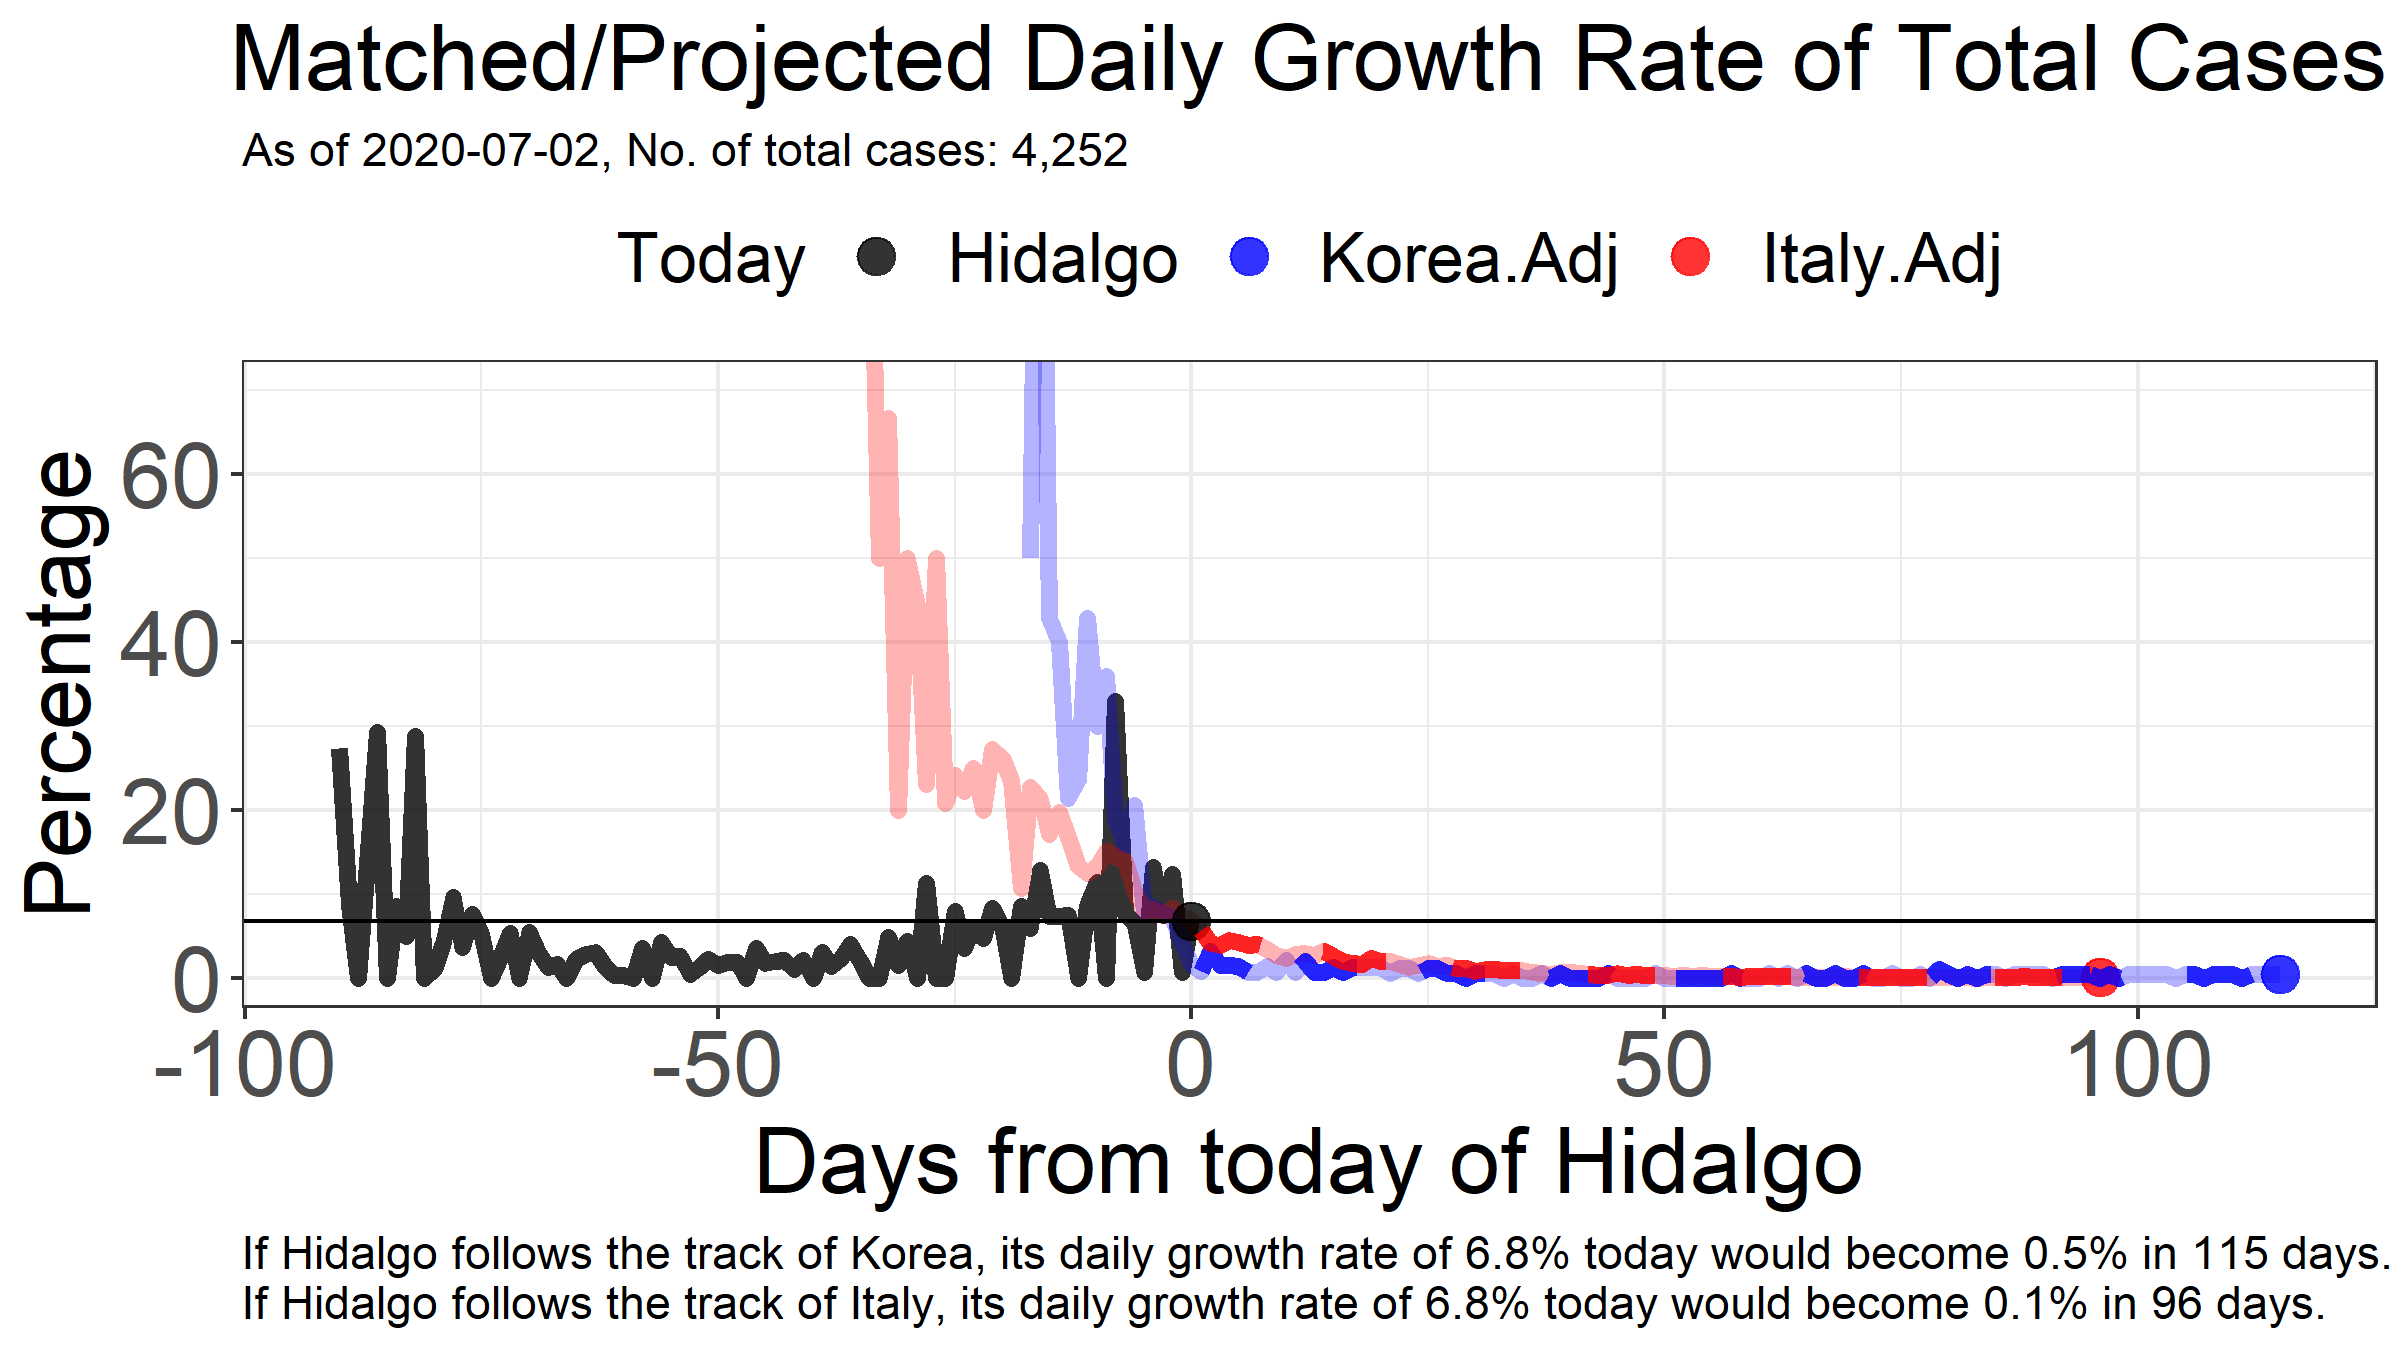 Matched/Projected Daily Growth Rate of Total Cases
As of 2020-07-02, No. of total cases: 4,252
Today Hidalgo Korea.Adj Italy.Adj
Percentage
60
40
20
0
-100 -50 0 50 100
Days from today of Hidalgo
If Hidalgo follows the track of Korea, its daily growth rate of 6.8% today would become 0.5% in 115 days.
If Hidalgo follows the track of Italy, its daily growth rate of 6.8% today would become 0.1% in 96 days.